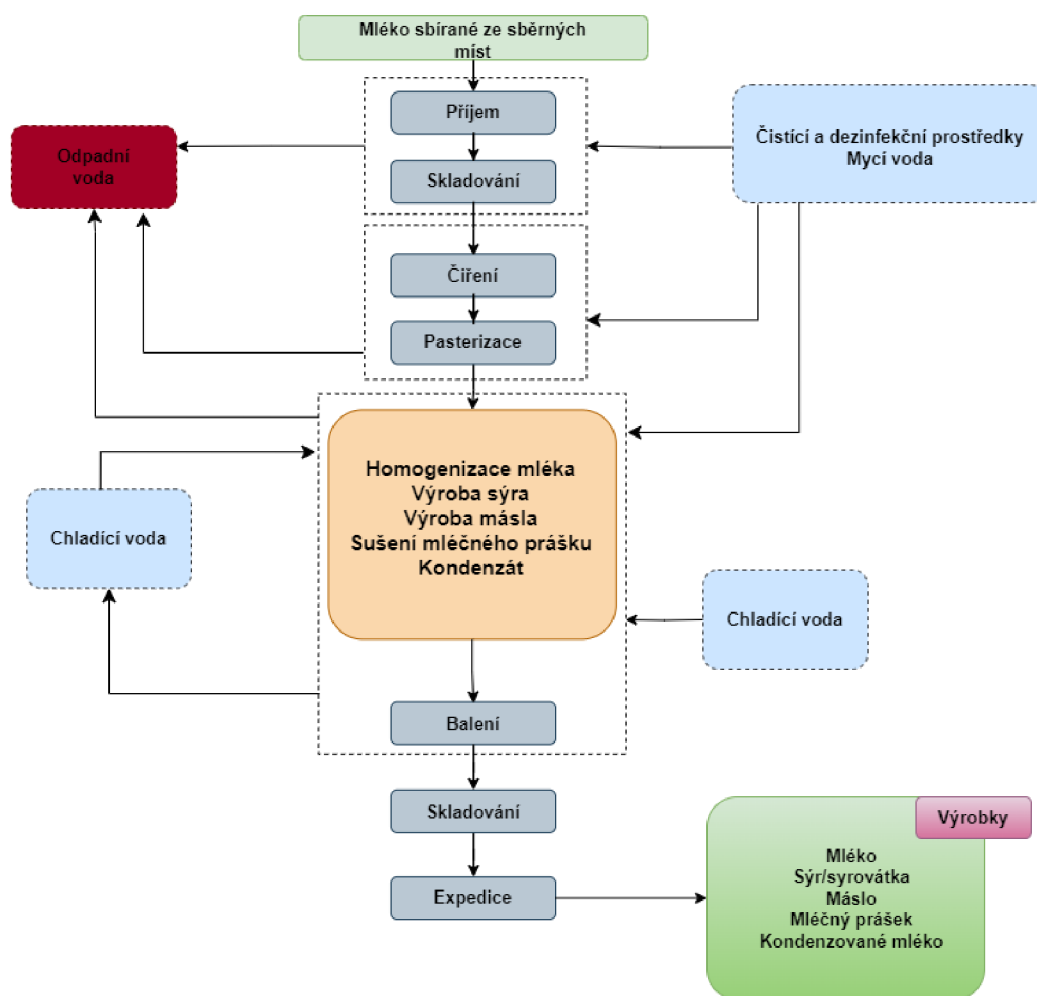 Mléko sbírané ze sběrných
míst
Příjem
Čistící a dezinfekční prostředky
Mycí voda
Odpadní
voda
Skladování
Čiření
Pasterizace
Homogenizace mléka
Výroba sýra
Výroba másla
Sušení mléčného prášku
Kondenzát
Chladící voda
Chladící voda
Balení
Skladování
Expedice
Výrobky
Mléko
Sýr/syrovátka
Máslo
Mléčný prášek
Kondenzované mléko